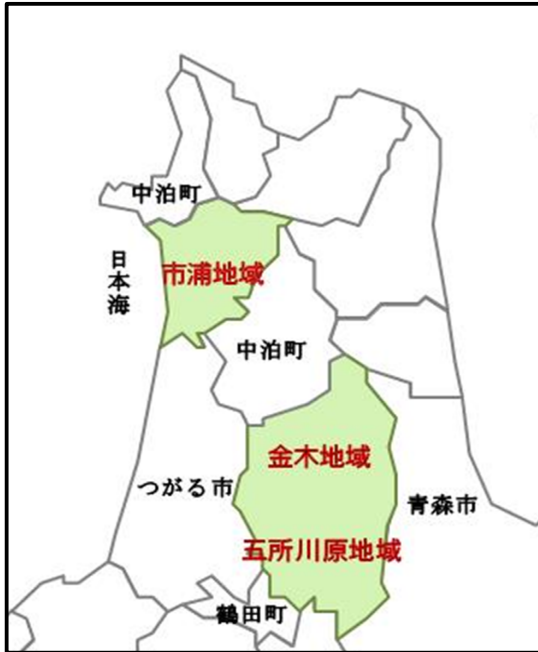 中泊町
日本海
市浦地域
中泊町
金木地域
つがる市
青森市
五所川原地域
鶴田町